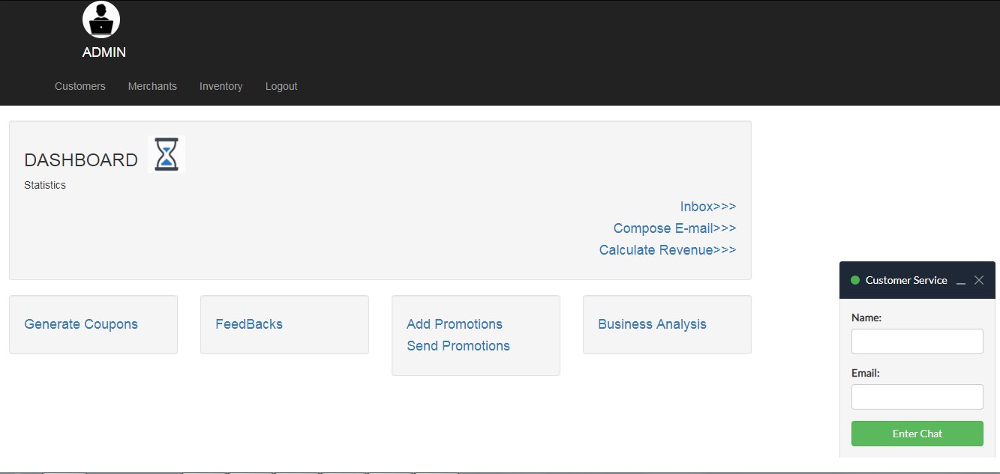 ADMIN
Customers Merchants Inventory Logout
DASHBOARD
Statistics
Inbox>>>
Compose E-mail>>>
Calculate Revenue>>>
Generate Coupons
FeedBacks
Add Promotions
Send Promotions
Business Analysis
Customer Service
Name:
Email:
Enter Chat